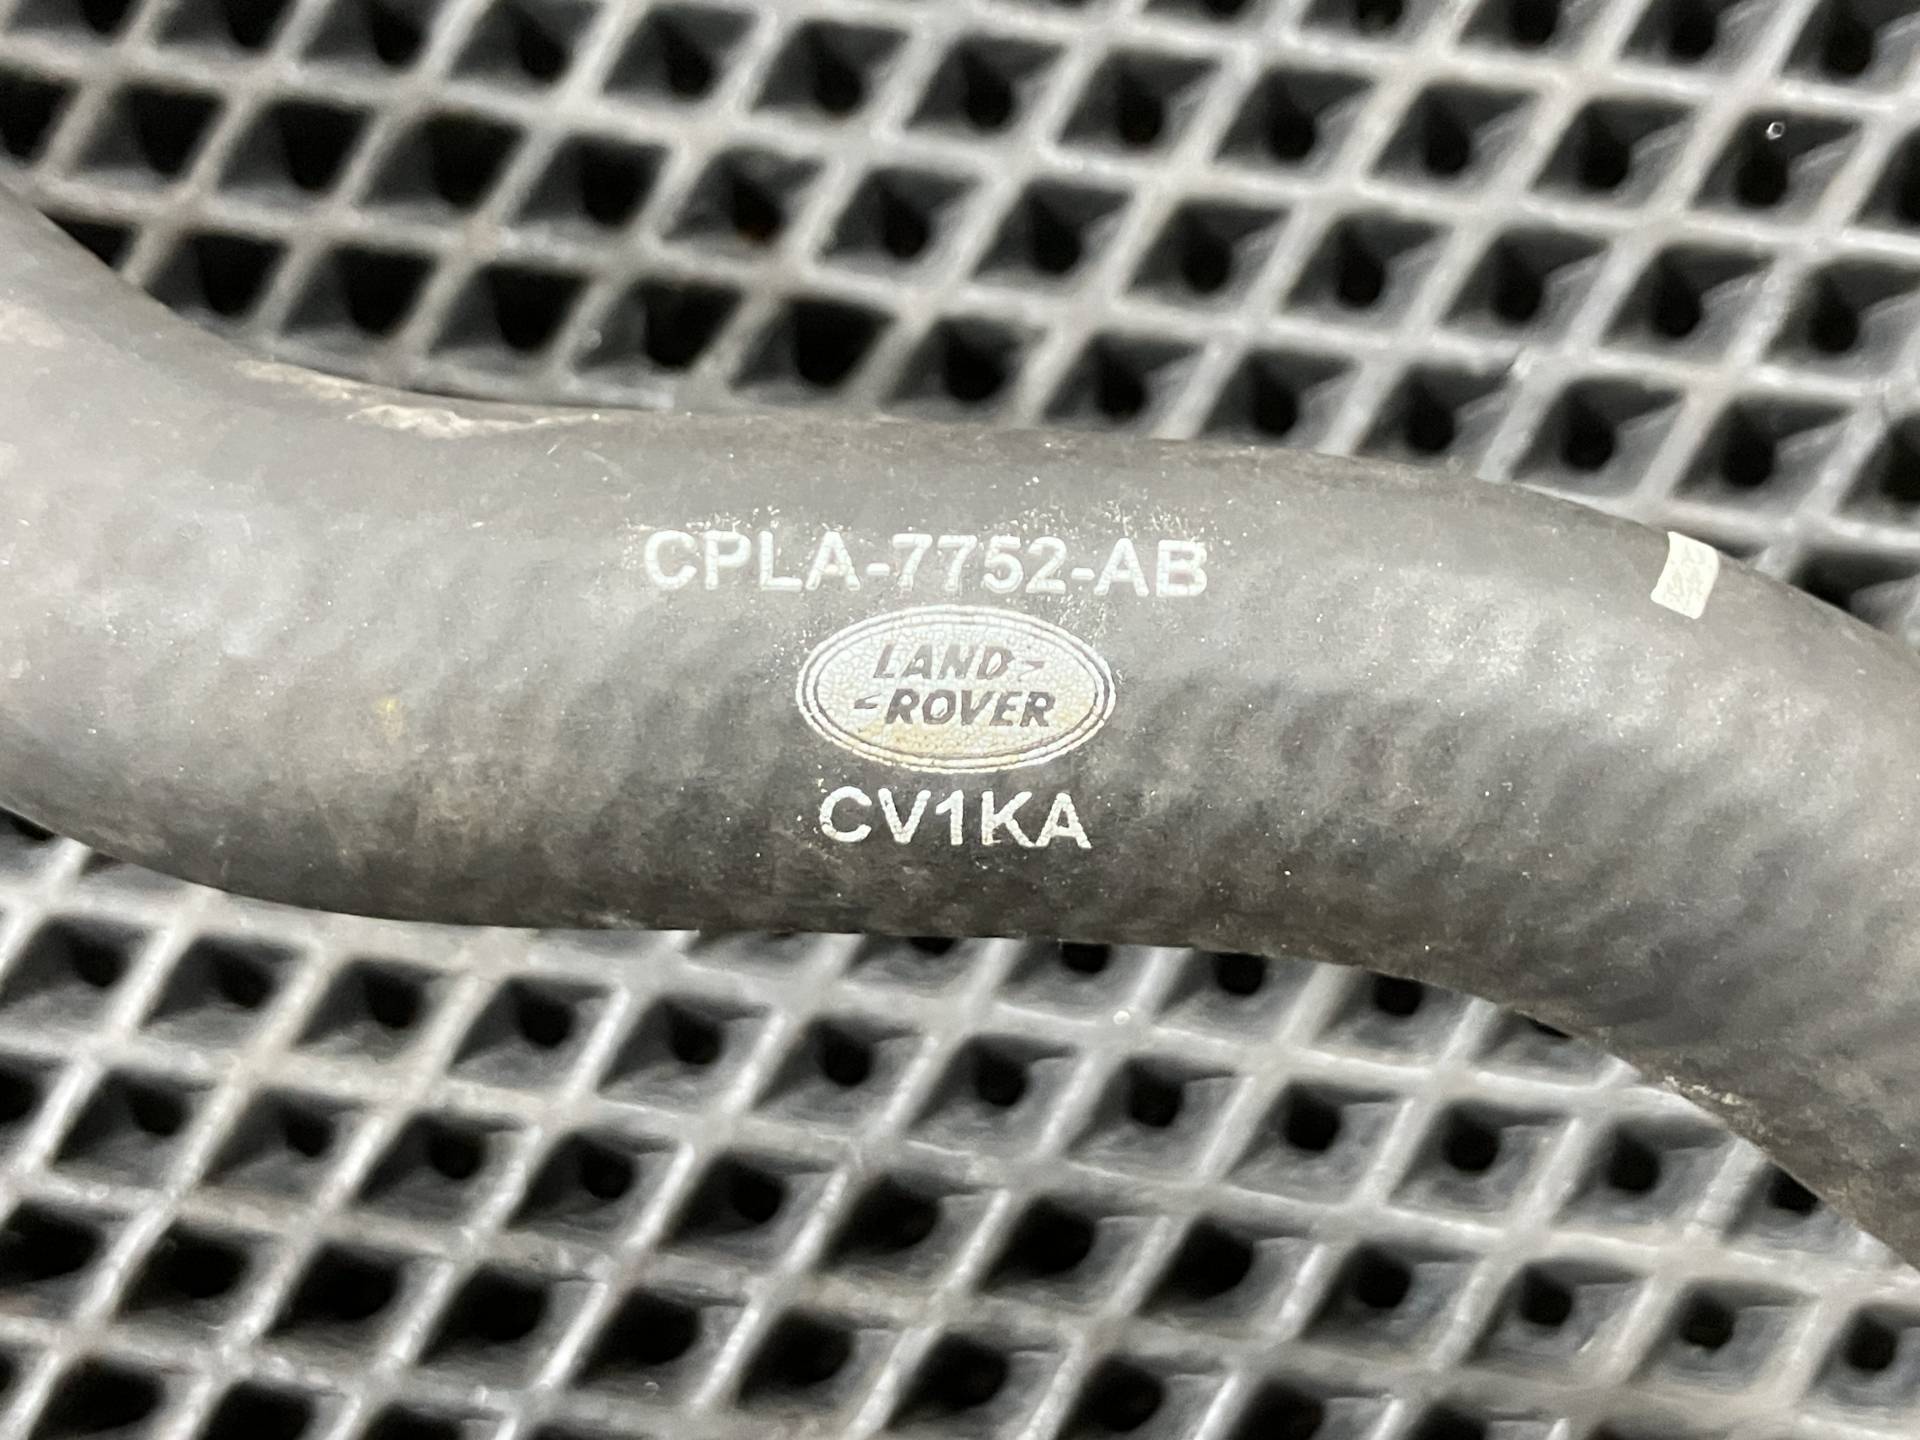 CPLA-7752-AB
LAND-
-ROVER
CV1KA